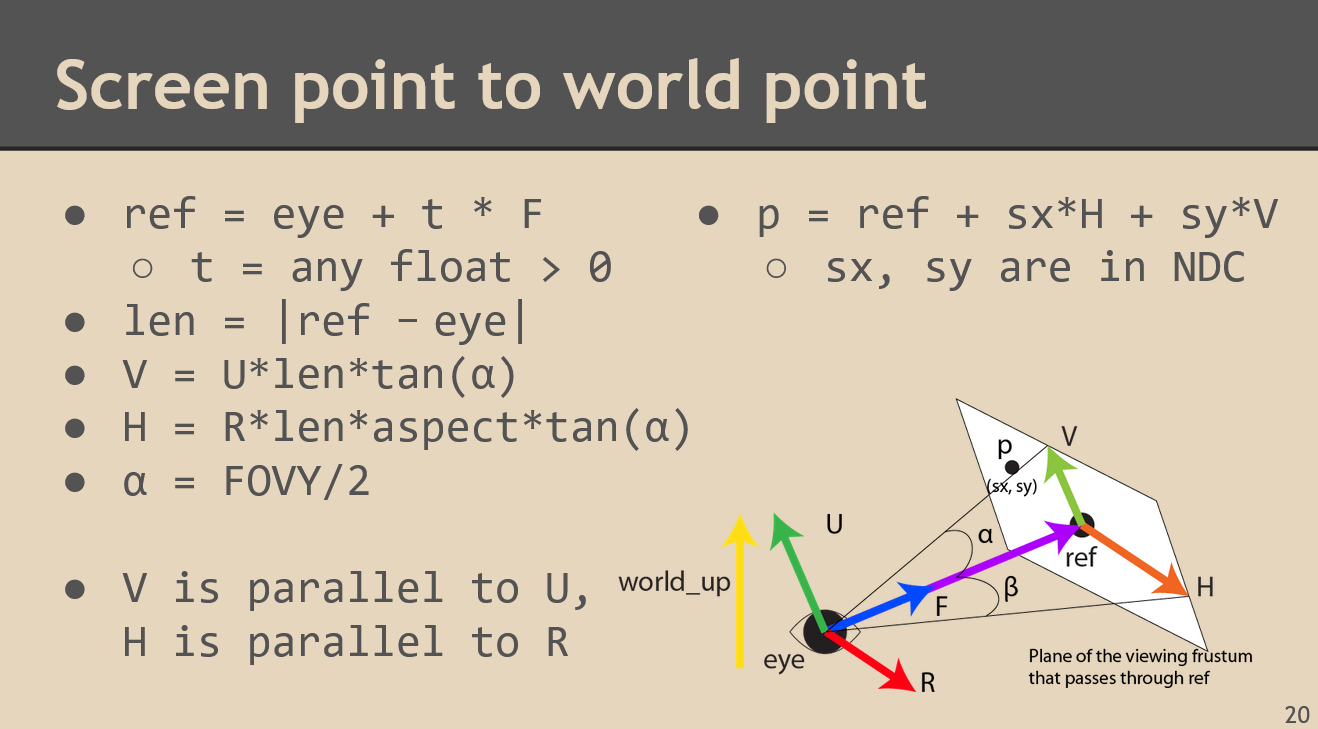 Screen point to world point
● ref = eye + t * F
○ t = any float > 0
● len = |ref – eye|
● V = U*len*tan(α)
● H = R*len*aspect*tan(α)
● α = FOVY/2
● V is parallel to U,
H is parallel to R
● p = ref + sx*H + sy*V
○ sx, sy are in NDC
V
p
(sx, sy)
U
α
ref
world_up
β
H
F
eye
R
Plane of the viewing frustum
that passes through ref
20